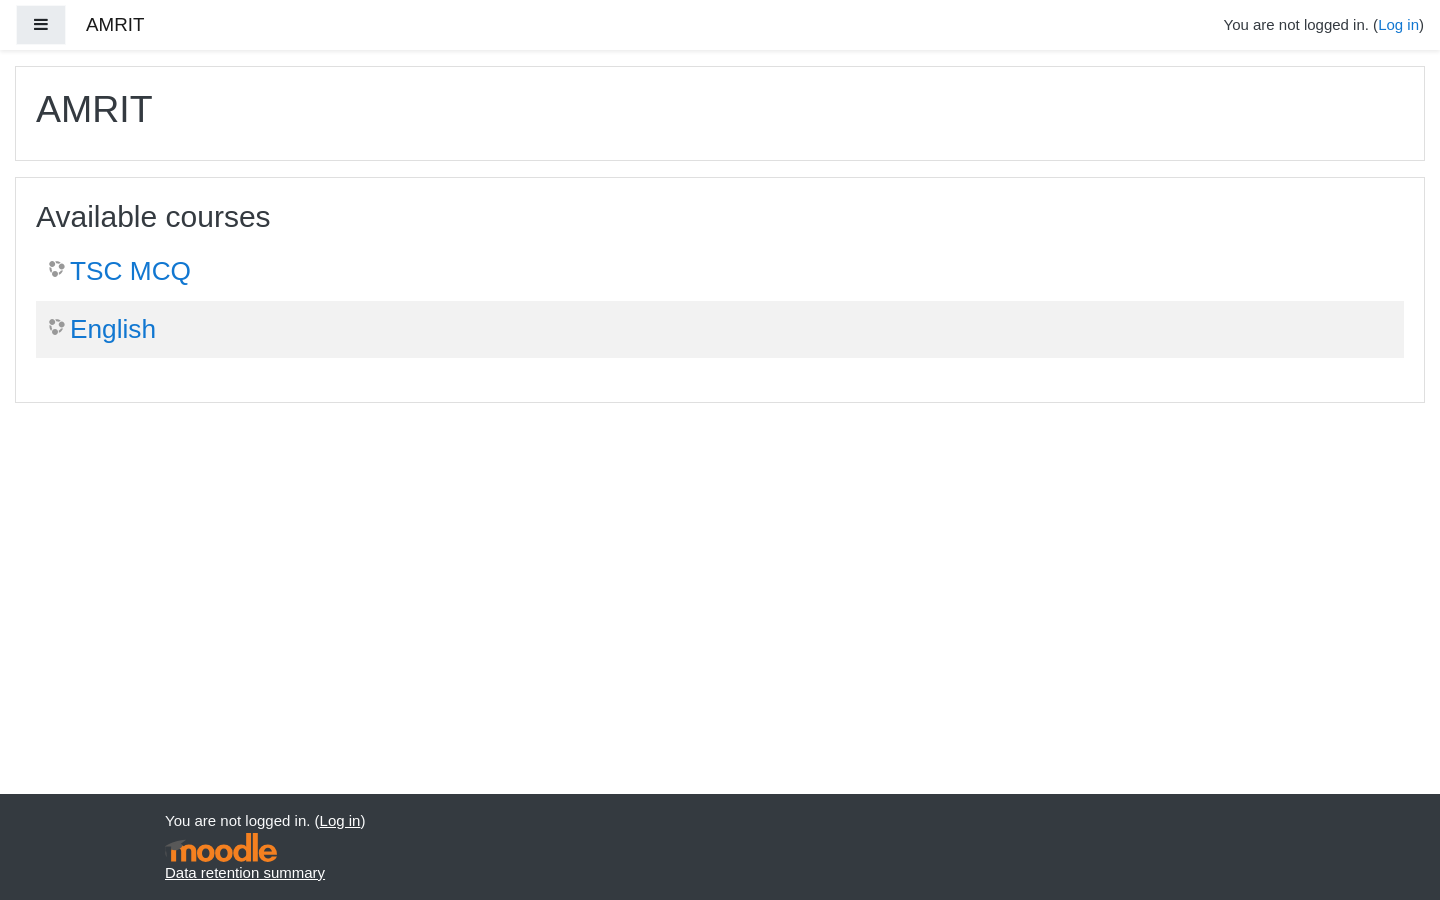 AMRIT
You are not logged in. (Log in)
AMRIT
Available courses
TSC MCQ
English
You are not logged in. (Log in)
moodle
Data retention summary